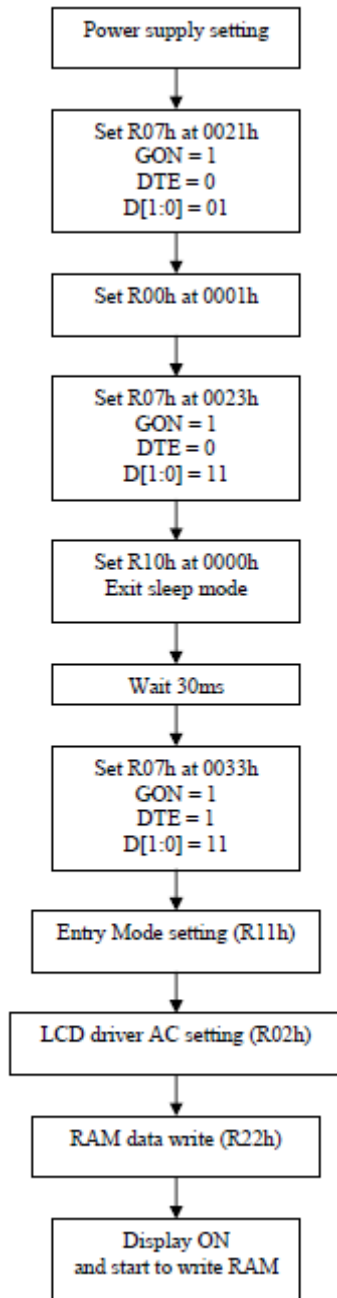 Power supply setting
Set R07h at 0021h
GON = 1
DTE = 0
D[1:0] = 01
Set R00h at 0001h
Set R07h at 0023h
GON = 1
DTE = 0
D[1:0] = 11
Set R10h at 0000h
Exit sleep mode
Wait 30ms
Set R07h at 0033h
GON = 1
DTE = 1
D[1:0] = 11
Entry Mode setting (R11h)
LCD driver AC setting (R02h)
RAM data write (R22h)
Display ON
and start to write RAM